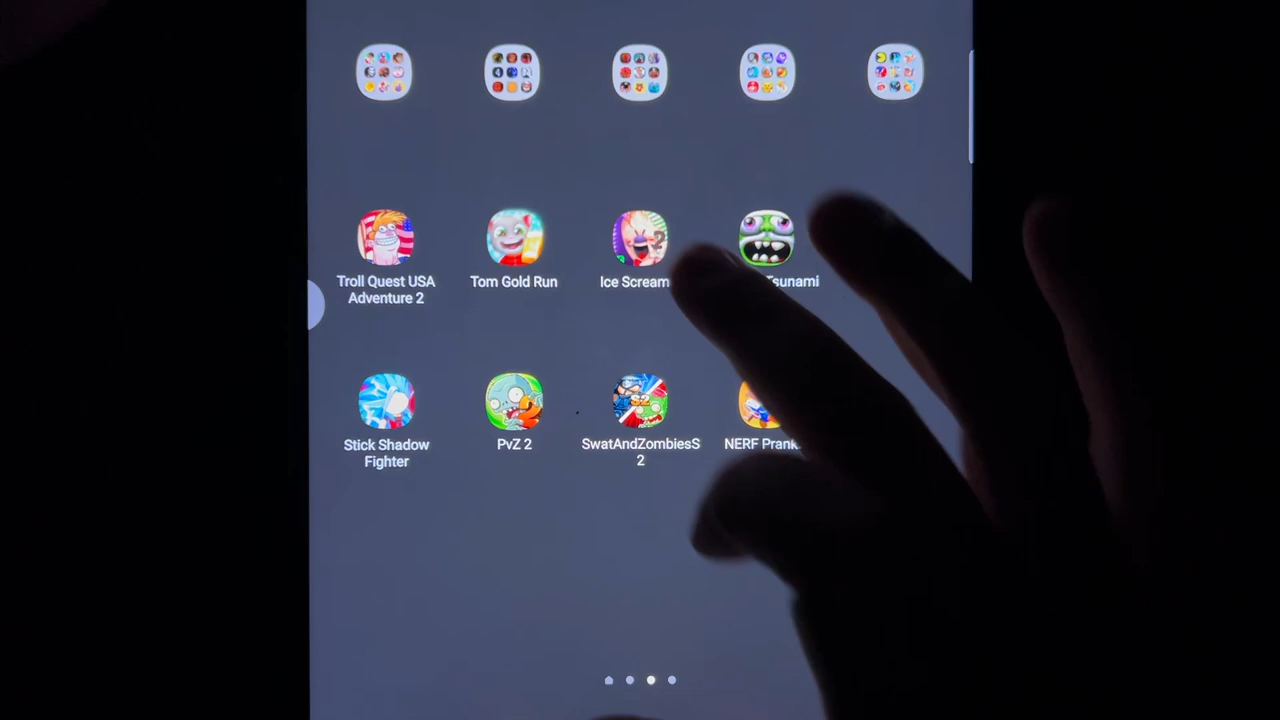 Troll Quest USA
Adventure 2
Tom Gold Run
Ice Scream
Tsunami
Stick Shadow
Fighter
PvZ 2
SwatAndZombiesS
2
NERF Prank